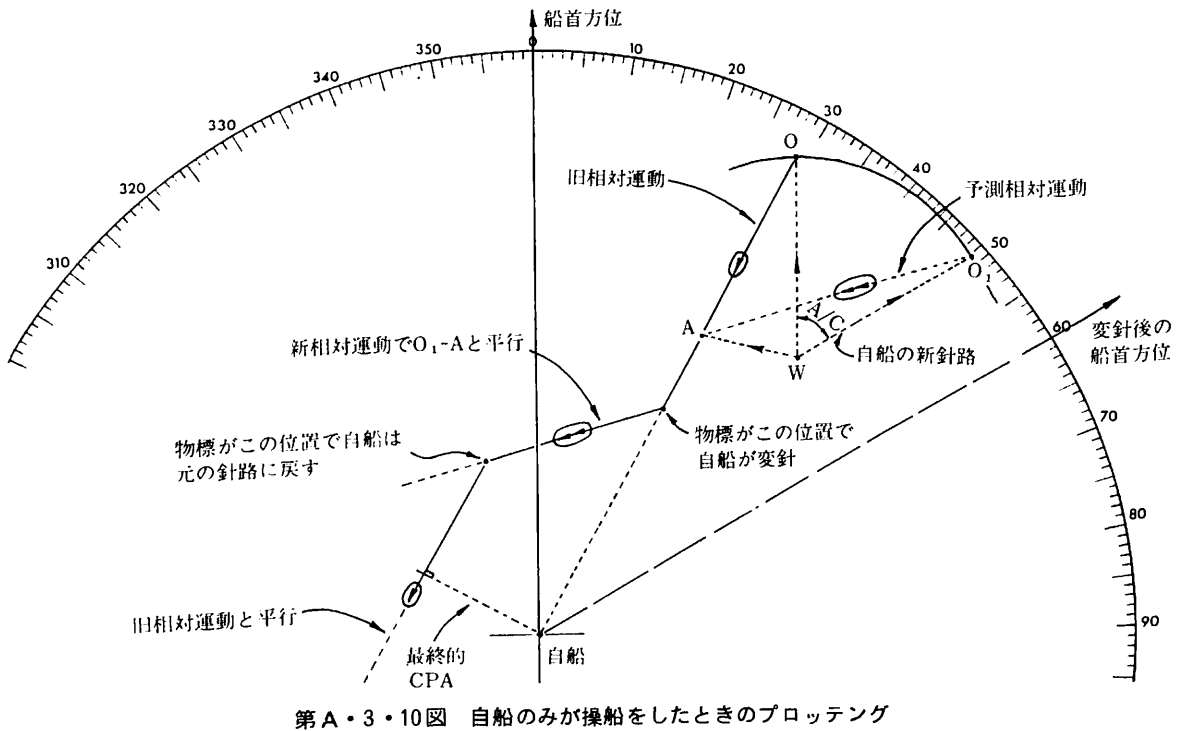 船首方位
0
350
10
340
20
330
30
320
40
310
50
60
70
80
90
O
旧相対運動
予測相対運動
O₁
A
A/C
W
自船の新針路
変針後の
船首方位
新相対運動でO₁-Aと平行
物標がこの位置で自船は
元の針路に戻す
物標がこの位置で
自船が変針
旧相対運動と平行
最終的
CPA
自船
第A・3・10図 自船のみが操船をしたときのプロッテング